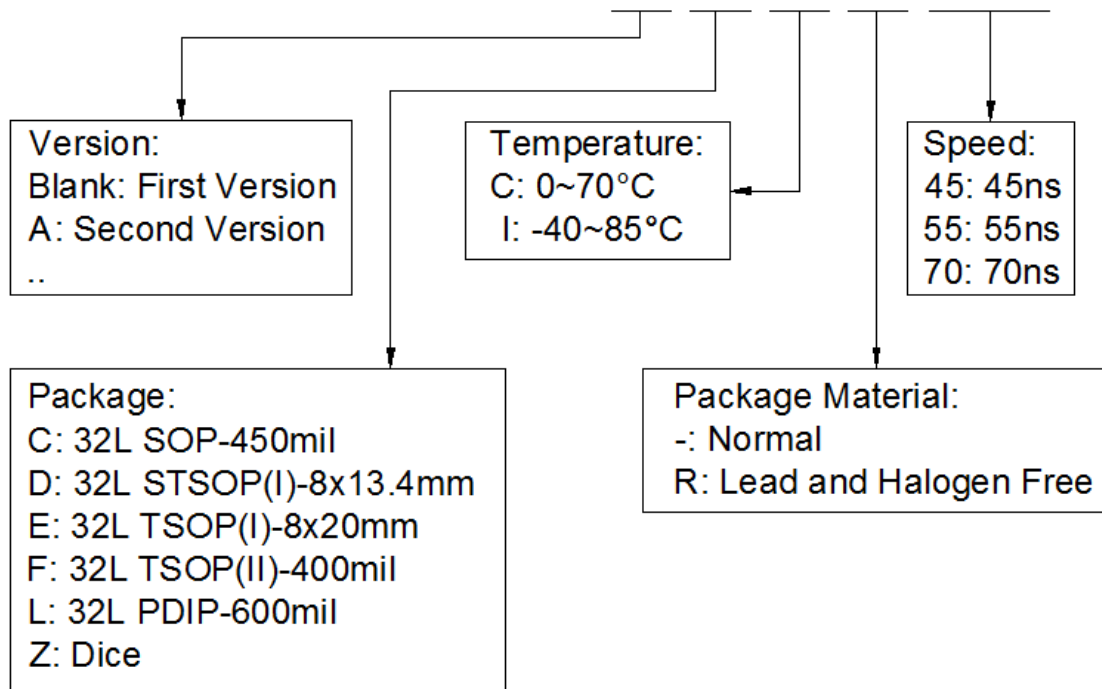 Version:
Blank: First Version
A: Second Version
..
Temperature:
C: 0~70°C
I: -40~85°C
Speed:
45: 45ns
55: 55ns
70: 70ns
Package:
C: 32L SOP-450mil
D: 32L STSOP(I)-8x13.4mm
E: 32L TSOP(I)-8x20mm
F: 32L TSOP(II)-400mil
L: 32L PDIP-600mil
Z: Dice
Package Material:
-: Normal
R: Lead and Halogen Free